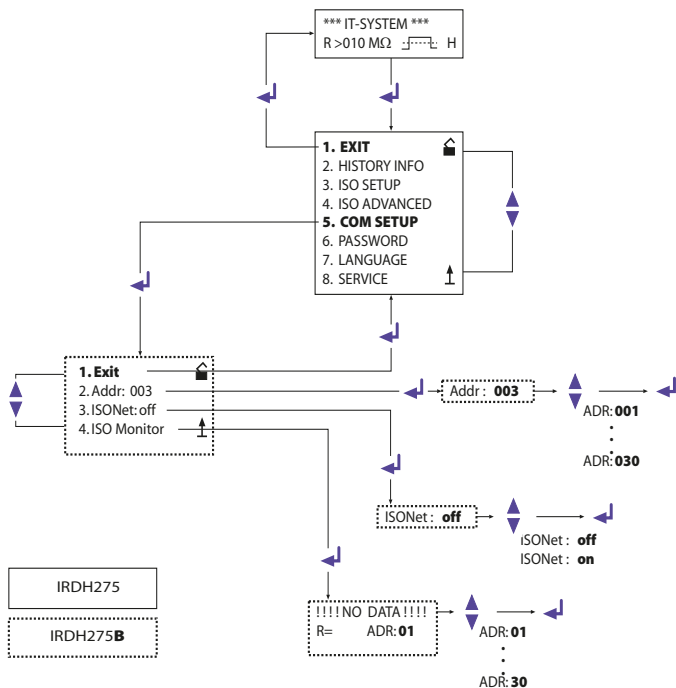 *** IT-SYSTEM ***
R >010 MΩ H
1. EXIT
2. HISTORY INFO
3. ISO SETUP
4. ISO ADVANCED
5. COM SETUP
6. PASSWORD
7. LANGUAGE
8. SERVICE
1. Exit
2. Addr: 003
3. ISONet: off
4. ISO Monitor
Addr : 003
ADR: 001
ADR: 030
ISONet : off
ISONet : off
ISONet : on
!!!! NO DATA !!!!
R= ADR: 01
ADR: 01
ADR: 30
IRDH275
IRDH275B